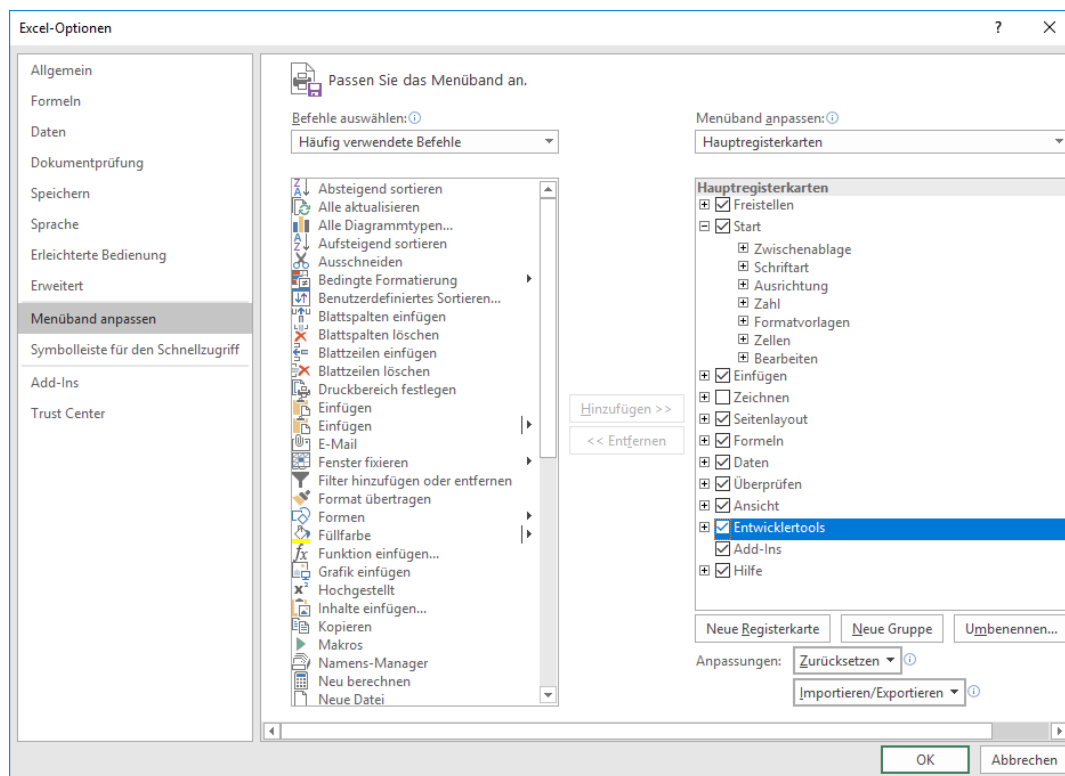 Excel-Optionen
?
Allgemein
Formeln
Daten
Dokumentprüfung
Speichern
Sprache
Erleichterte Bedienung
Erweitert
Menüband anpassen
Symbolleiste für den Schnellzugriff
Add-Ins
Trust Center
Passen Sie das Menüband an.
Befehle auswählen:
Häufig verwendete Befehle
Absteigend sortieren
Alle aktualisieren
Alle Diagrammtypen...
Aufsteigend sortieren
Ausschneiden
Bedingte Formatierung
Benutzerdefiniertes Sortieren...
Blattspalten einfügen
Blattspalten löschen
Blattzeilen einfügen
Blattzeilen löschen
Druckbereich festlegen
Einfügen
Einfügen
E-Mail
Fenster fixieren
Filter hinzufügen oder entfernen
Format übertragen
Formen
Füllfarbe
Funktion einfügen...
Grafik einfügen
Hochgestellt
Inhalte einfügen...
Kopieren
Makros
Namens-Manager
Neu berechnen
Neue Datei
Hinzufügen >>
<< Entfernen
Menüband anpassen:
Hauptregisterkarten
Hauptregisterkarten
Freistellen
Start
Zwischenablage
Schriftart
Ausrichtung
Zahl
Formatvorlagen
Zellen
Bearbeiten
Einfügen
Zeichnen
Seitenlayout
Formeln
Daten
Überprüfen
Ansicht
Entwicklertools
Add-Ins
Hilfe
Neue Registerkarte Neue Gruppe Umbenennen...
Anpassungen: Zurücksetzen
Importieren/Exportieren
OK Abbrechen